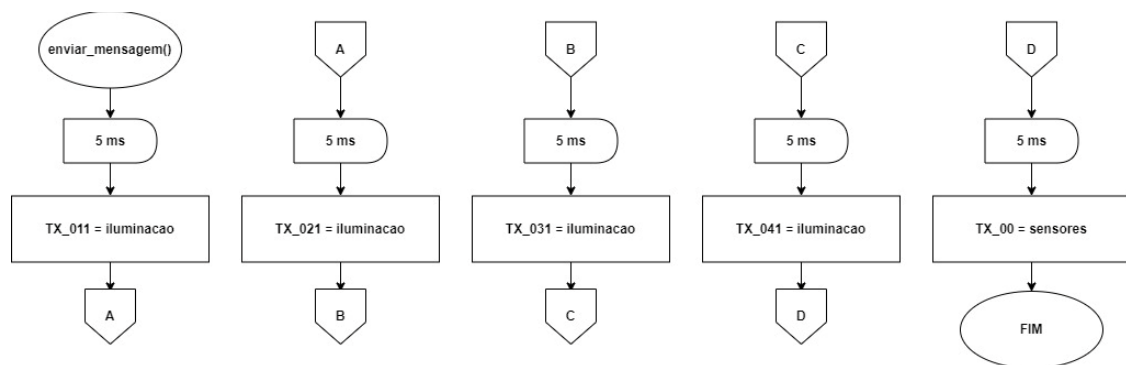 enviar_mensagem()
5 ms
TX_011 = iluminacao
A
A
5 ms
TX_021 = iluminacao
B
B
5 ms
TX_031 = iluminacao
C
C
5 ms
TX_041 = iluminacao
D
D
5 ms
TX_00 = sensores
FIM